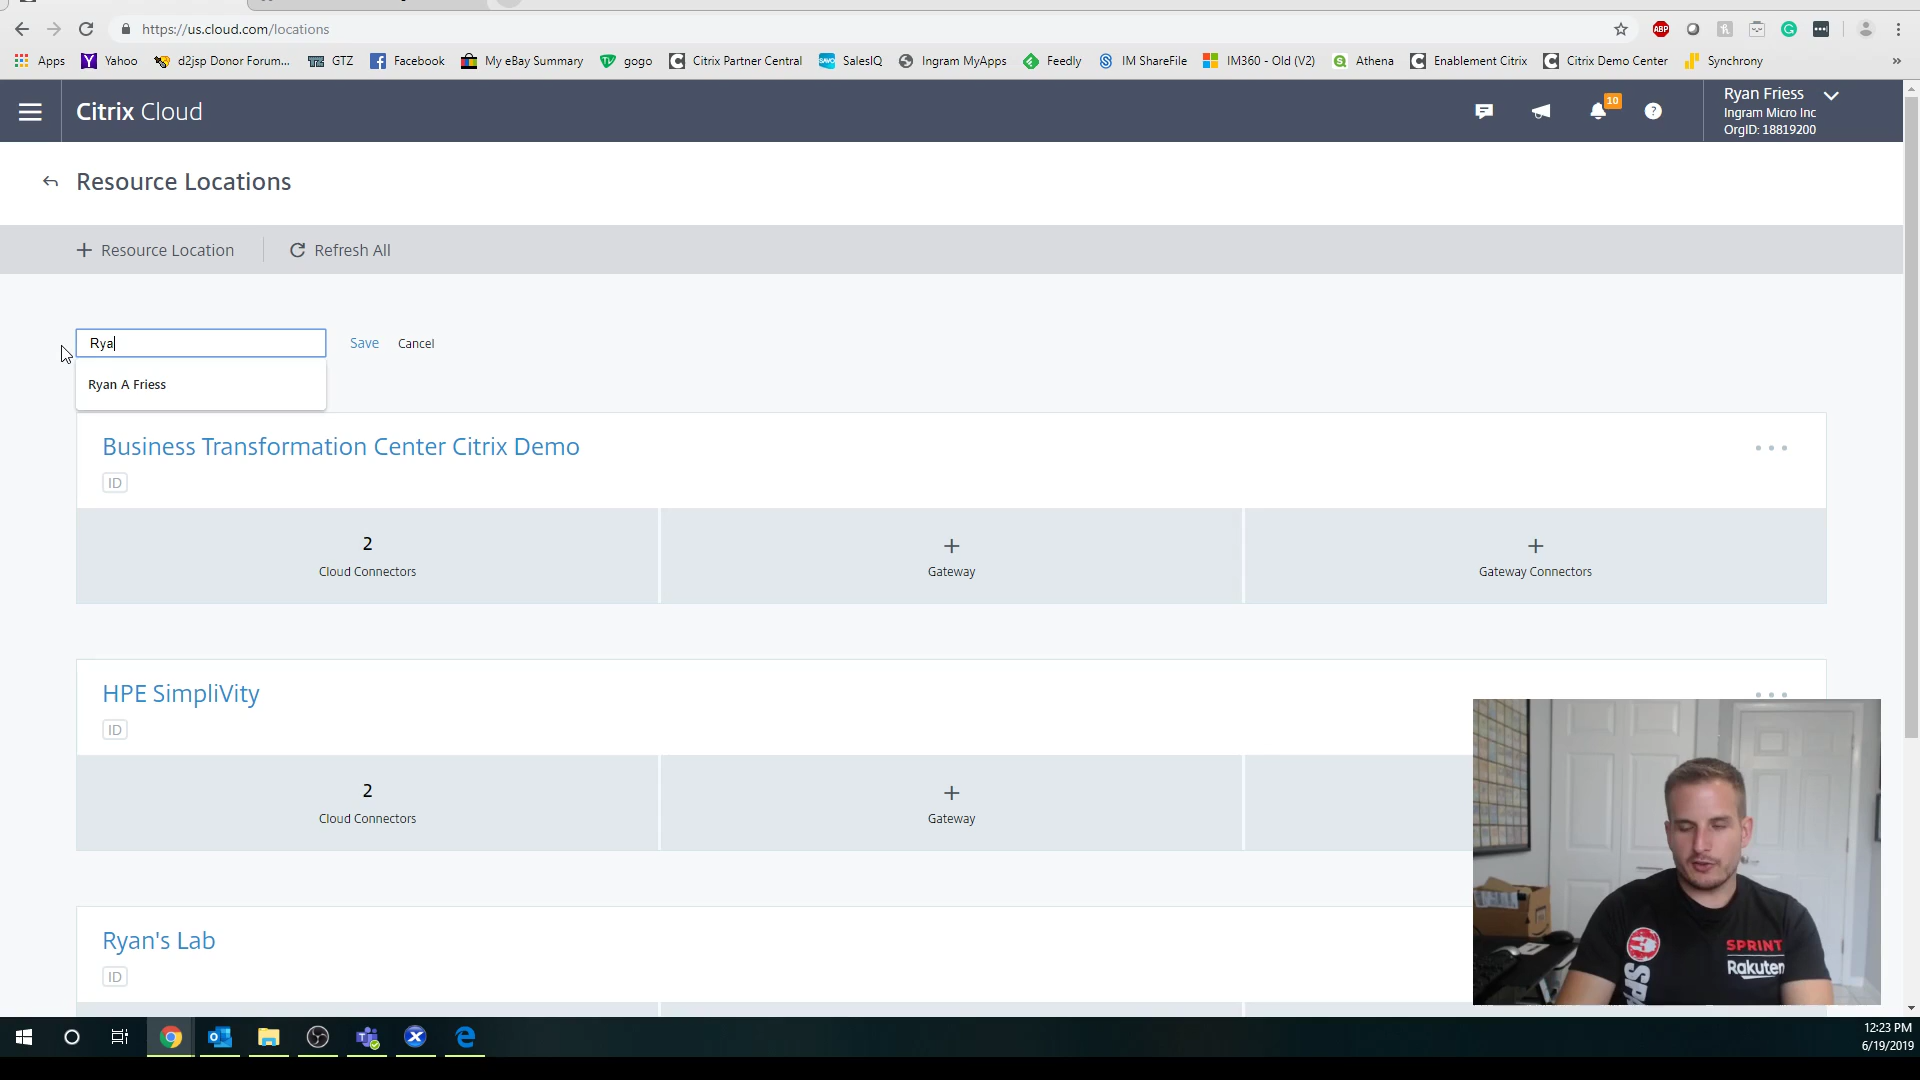 https://us.cloud.com/locations
ABP
Apps
Yahoo
d2jsp Donor Forum...
GTZ
Facebook
My eBay Summary
gogo
Citrix Partner Central
SalesIQ
Ingram MyApps
Feedly
IM ShareFile
IM360 - Old (V2)
Athena
Enablement Citrix
Citrix Demo Center
Synchrony
»
Citrix Cloud
10
Ryan Friess
Ingram Micro Inc
OrgID: 18819200
Resource Locations
+ Resource Location
Refresh All
Rya
Save
Cancel
Ryan A Friess
Business Transformation Center Citrix Demo
ID
2
Cloud Connectors
+
Gateway
+
Gateway Connectors
HPE SimpliVity
ID
2
Cloud Connectors
+
Gateway
Ryan's Lab
ID
SPRINT
Rakuten
12:23 PM
6/19/2019